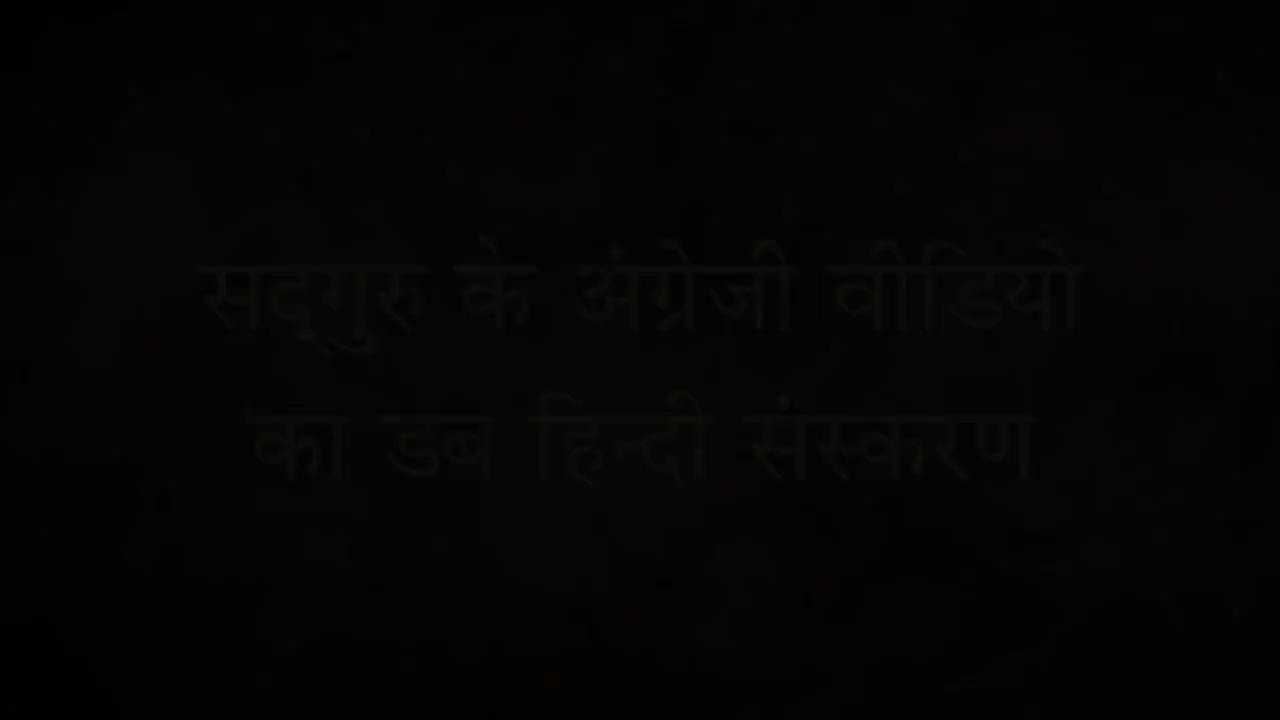 सद्गुरु के अंग्रेजी वीडियो
का डब हिन्दी संस्करण